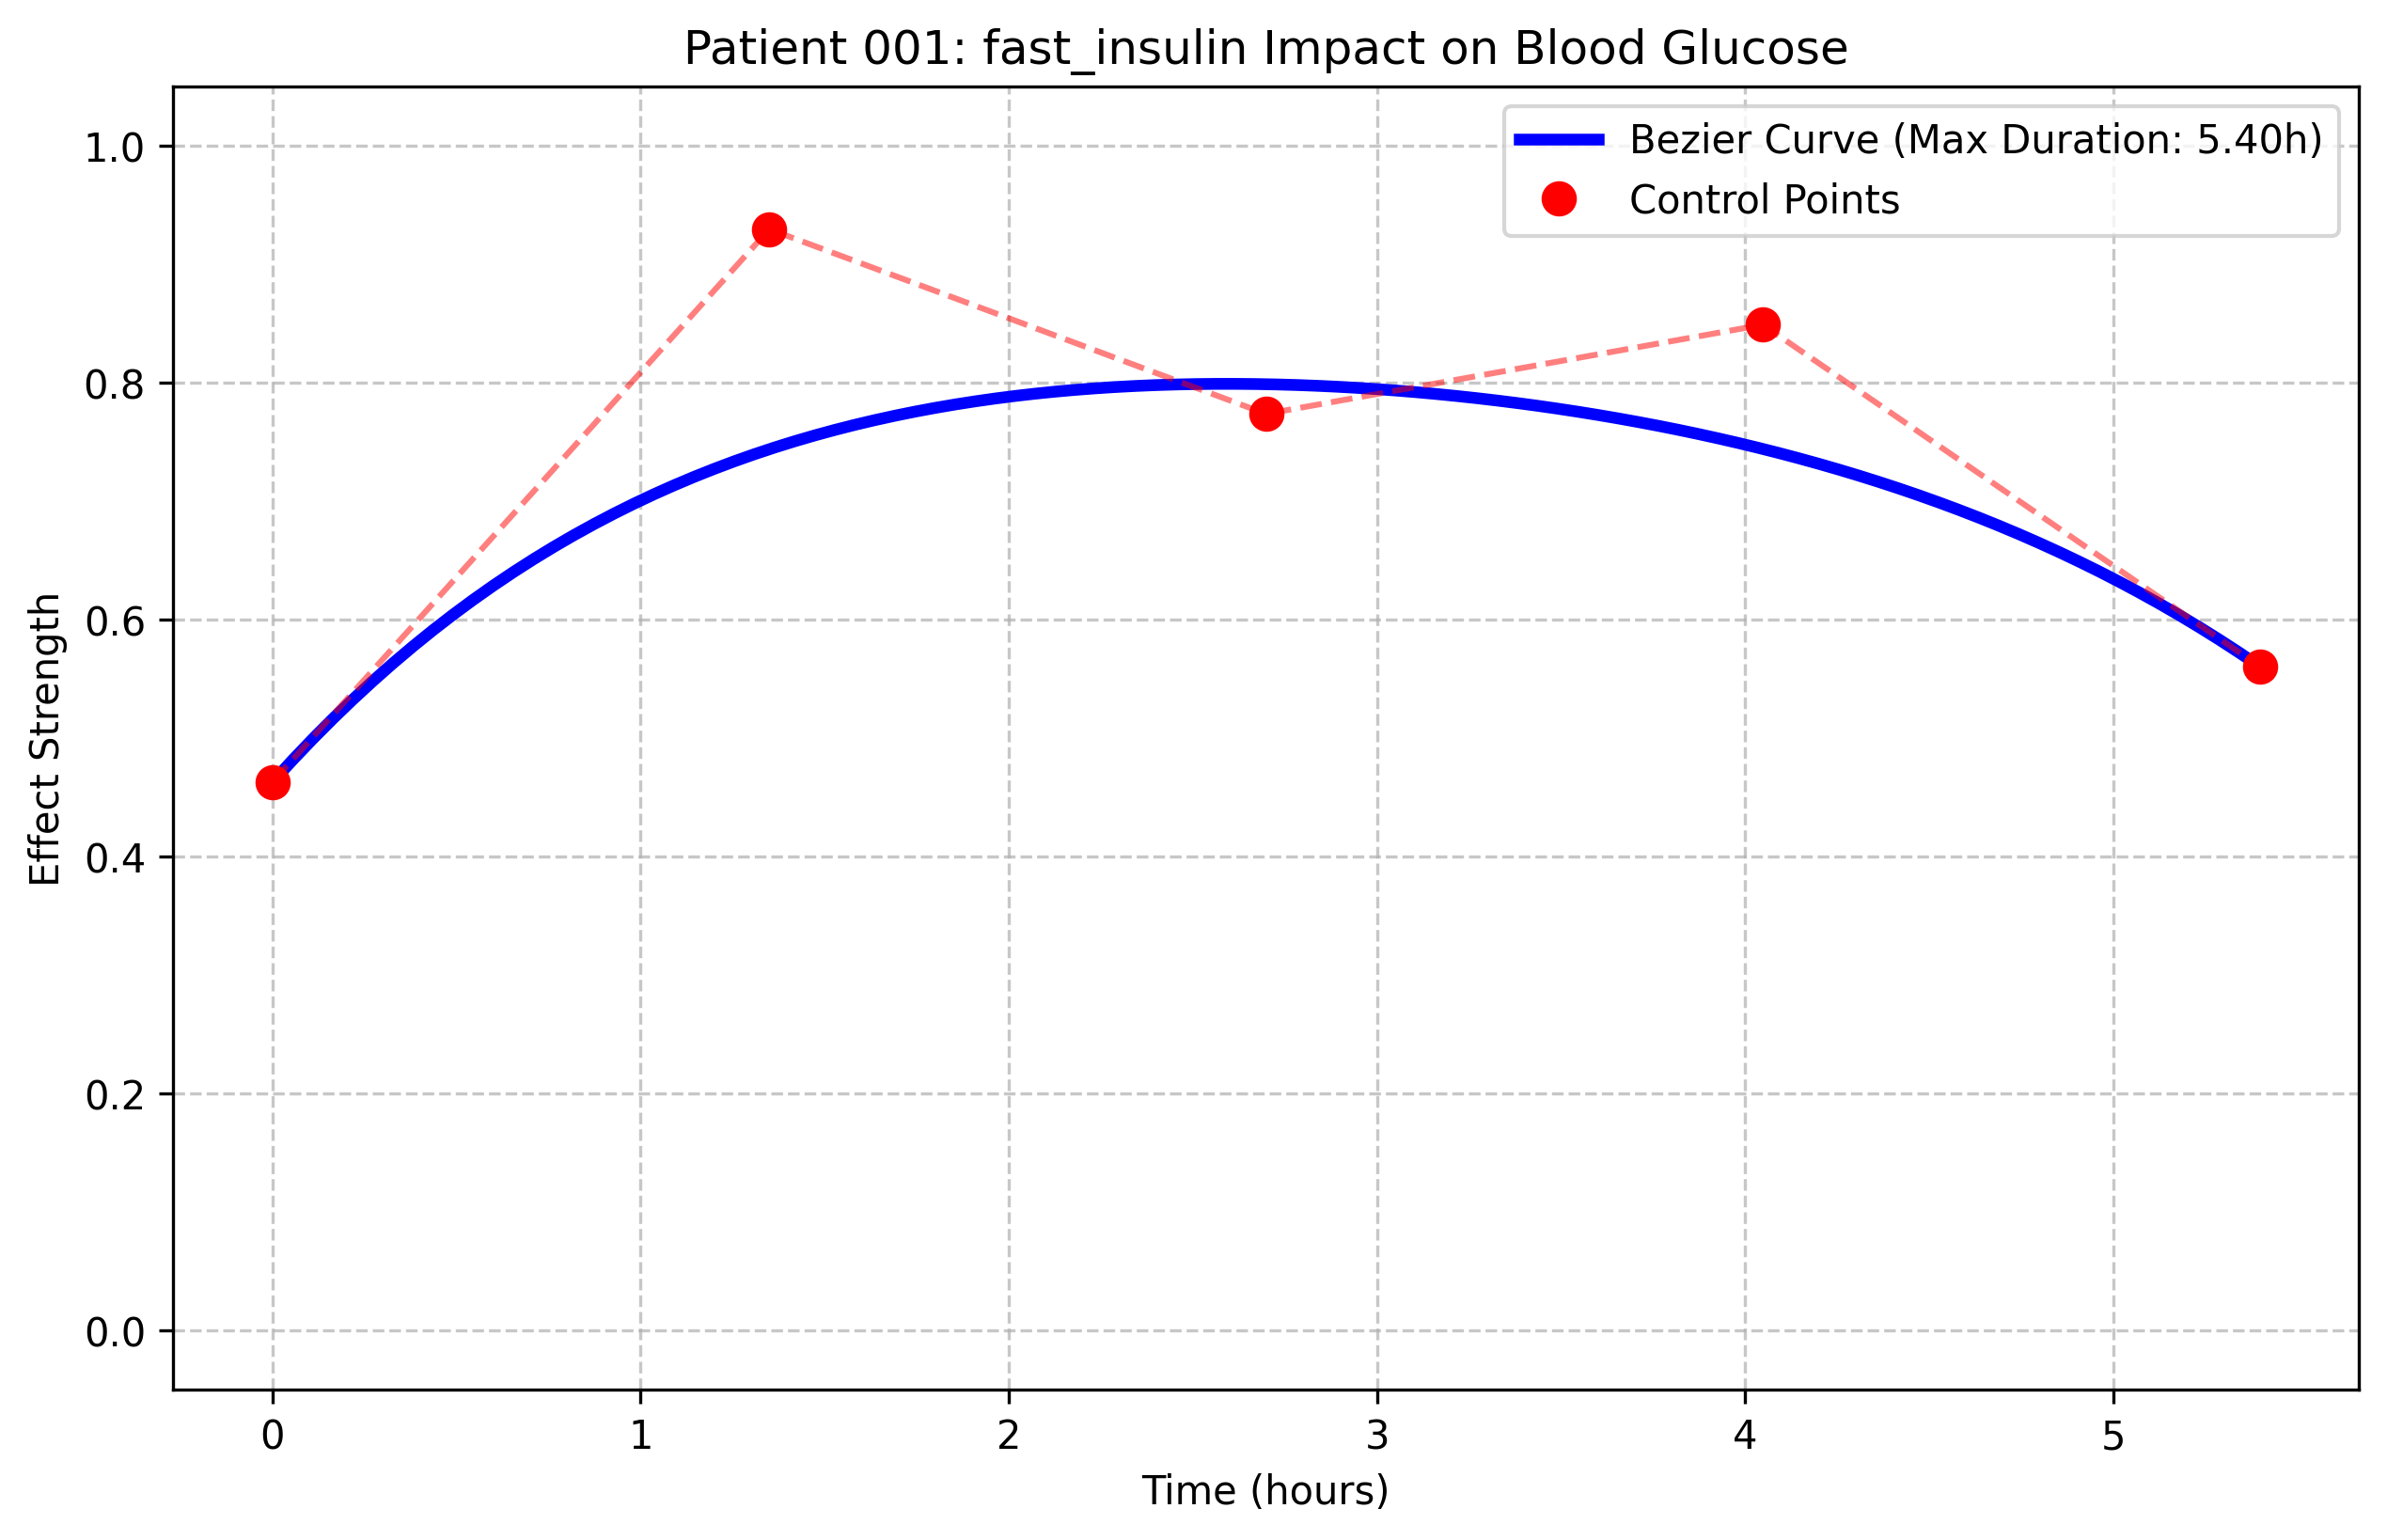 Patient 001: fast_insulin Impact on Blood Glucose
Bezier Curve (Max Duration: 5.40h)
Control Points
Effect Strength
1.0
0.8
0.6
0.4
0.2
0.0
0 1 2 3 4 5
Time (hours)